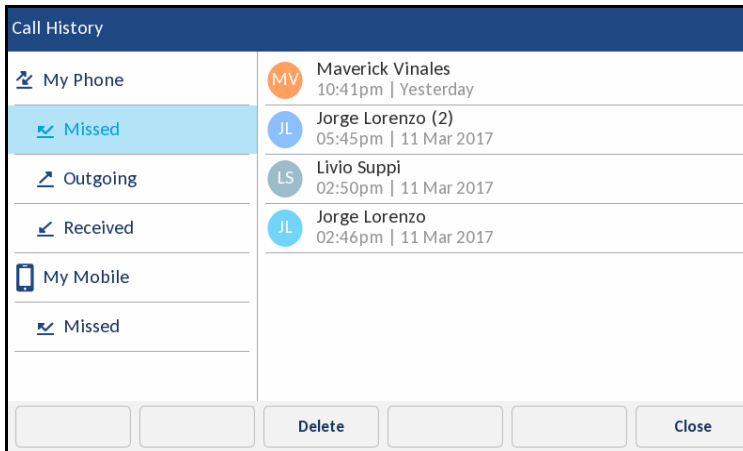 Call History
My Phone
Missed
Outgoing
Received
My Mobile
Missed
MV
Maverick Vinales
10:41pm | Yesterday
JL
Jorge Lorenzo (2)
05:45pm | 11 Mar 2017
LS
Livio Suppi
02:50pm | 11 Mar 2017
JL
Jorge Lorenzo
02:46pm | 11 Mar 2017
Delete
Close